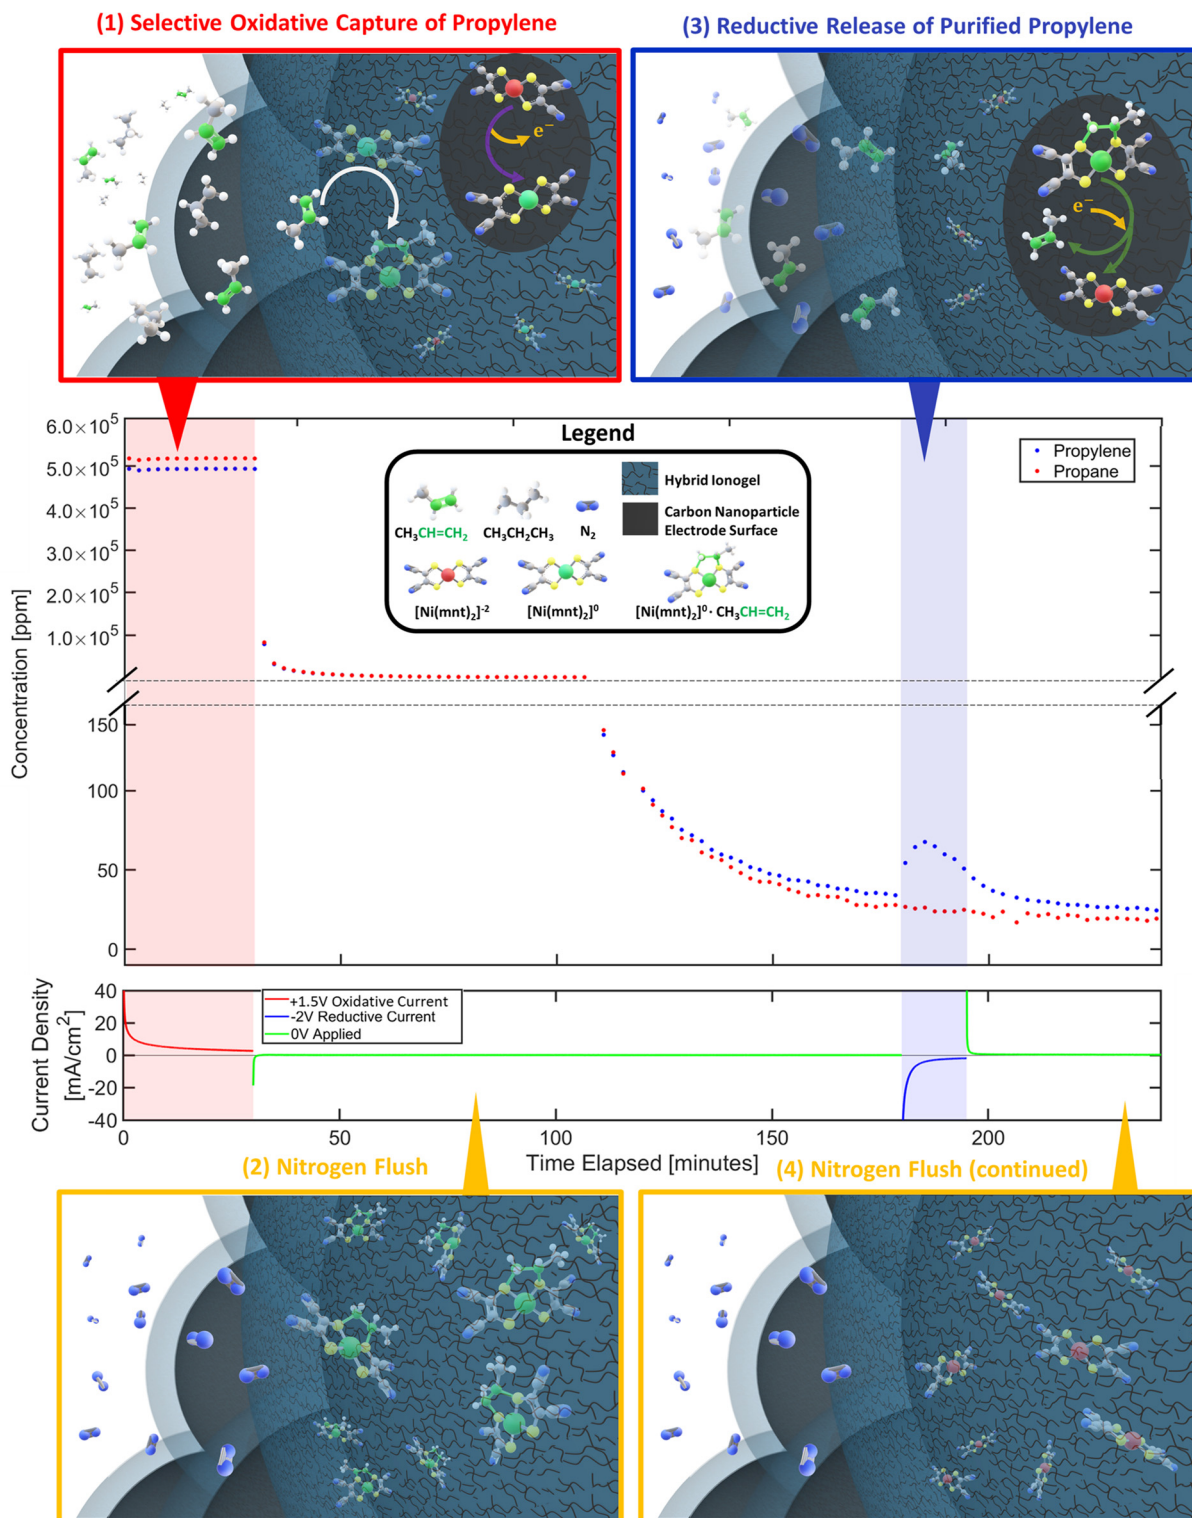 (1) Selective Oxidative Capture of Propylene
(3) Reductive Release of Purified Propylene
e⁻
e⁻
6.0×10⁵
5.0×10⁵
4.0×10⁵
3.0×10⁵
2.0×10⁵
1.0×10⁵
150
100
50
0
Concentration [ppm]
Legend
CH₃CH=CH₂
CH₃CH₂CH₃
N₂
Hybrid Ionogel
Carbon Nanoparticle
Electrode Surface
[Ni(mnt)₂]⁻²
[Ni(mnt)₂]⁰
[Ni(mnt)₂]⁰· CH₃CH=CH₂
Propylene
Propane
0
50
100
150
200
40
20
0
-20
-40
Current Density
[mA/cm²]
+1.5V Oxidative Current
-2V Reductive Current
0V Applied
0
50
100
150
200
Time Elapsed [minutes]
(2) Nitrogen Flush
(4) Nitrogen Flush (continued)